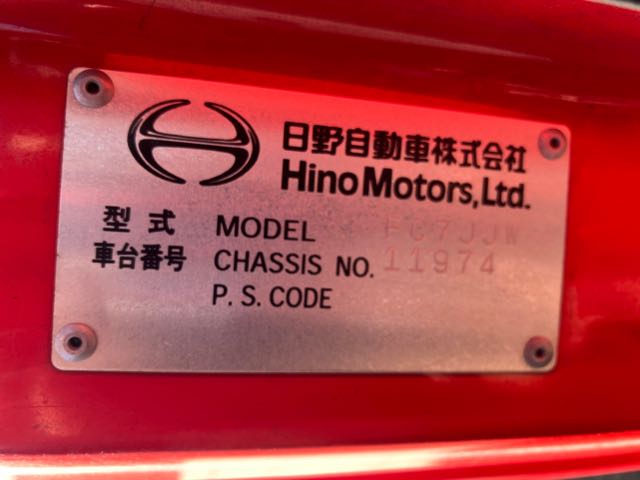 日野自動車株式会社
Hino Motors, Ltd.
型式 MODEL FC7JJW
車台番号 CHASSIS NO. 11974
P. S. CODE